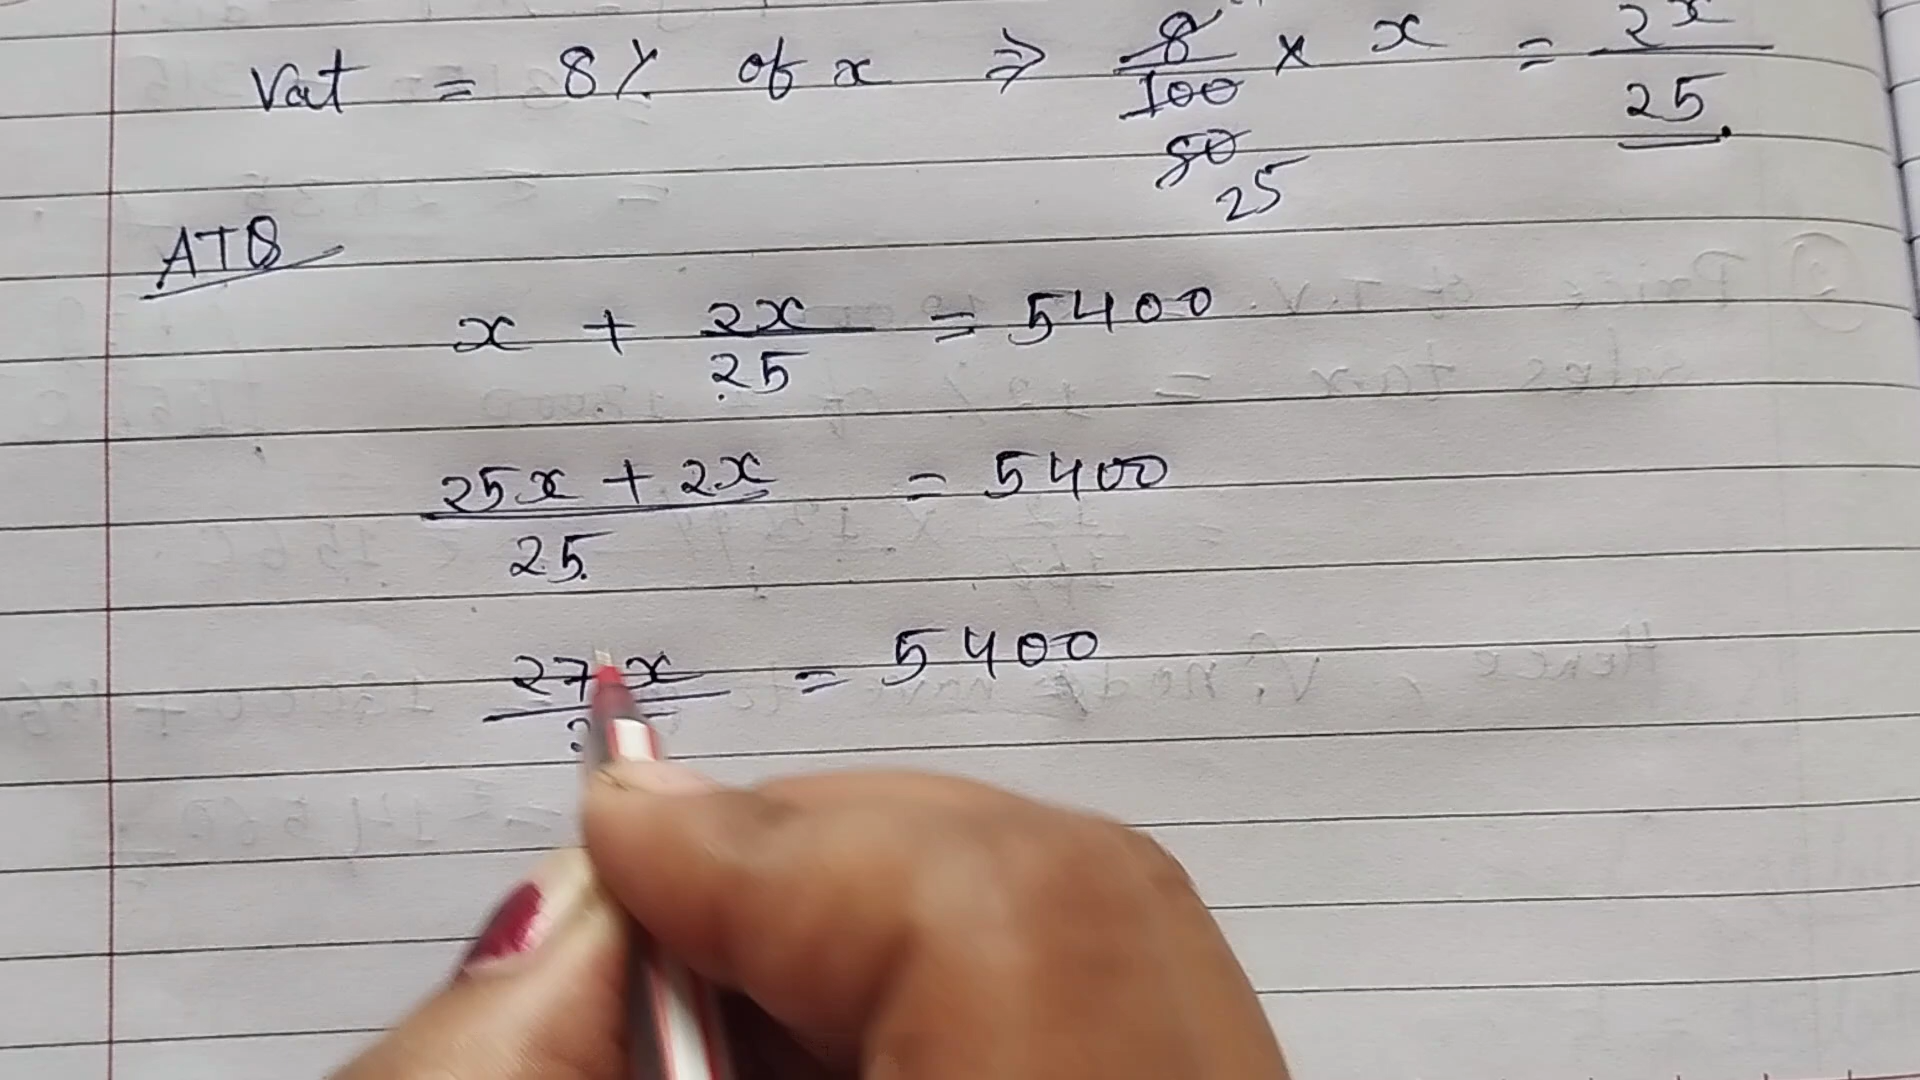 Vat = 8% of x ⇒ 8/100 × x = 2x/25
50
25
ATQ
x + 2x/25 = 5400
25x + 2x / 25 = 5400
27x = 5400